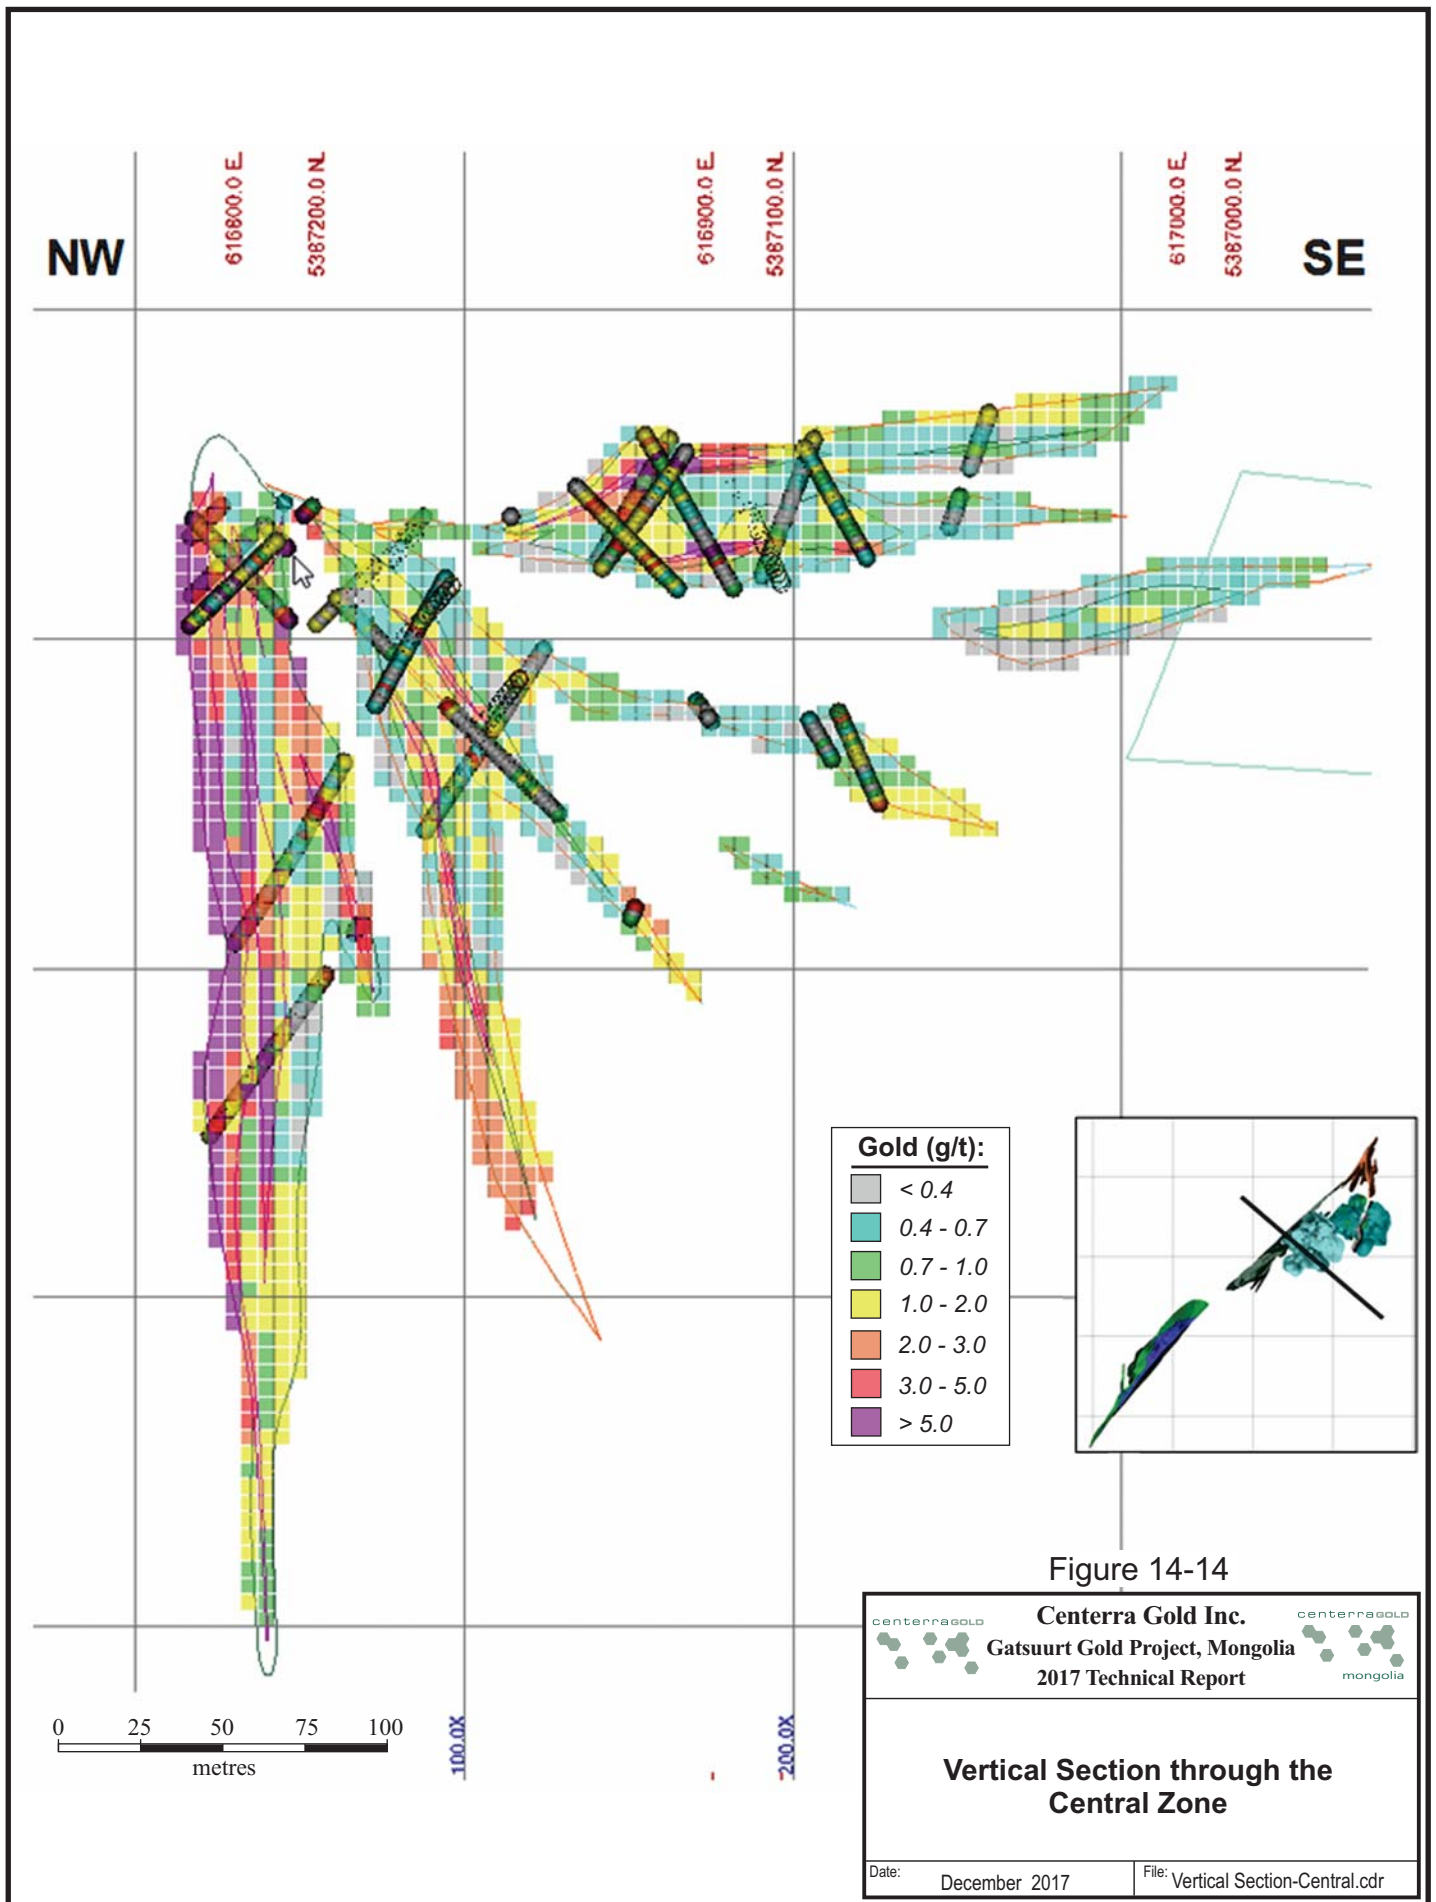 616800.0 E
5387200.0 N
616900.0 E
5387100.0 N
617000.0 E
5387000.0 N
NW
SE
Gold (g/t):
< 0.4
0.4 - 0.7
0.7 - 1.0
1.0 - 2.0
2.0 - 3.0
3.0 - 5.0
> 5.0
Figure 14-14
centerraGOLD
Centerra Gold Inc.
centerraGOLD
Gatsuurt Gold Project, Mongolia
2017 Technical Report
mongolia
0 25 50 75 100
metres
100.0X
200.0X
Vertical Section through the
Central Zone
Date: December 2017
File: Vertical Section-Central.cdr